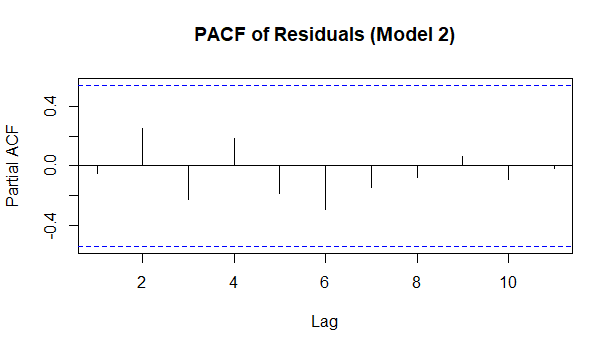 PACF of Residuals (Model 2)
Partial ACF
0.4
0.0
-0.4
2 4 6 8 10
Lag